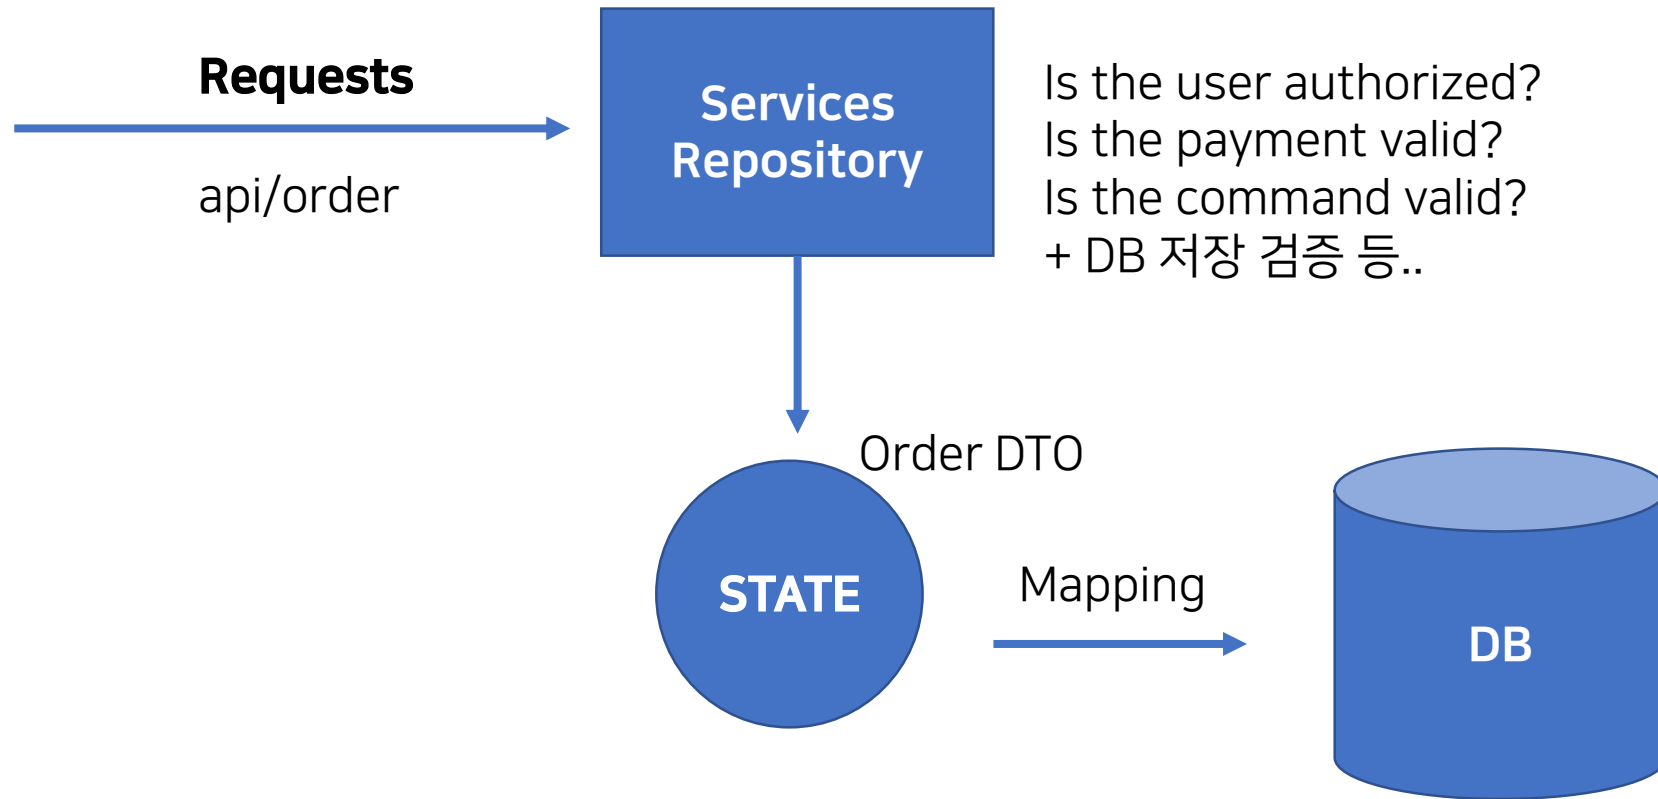 Requests
api/order
Services
Repository
Is the user authorized?
Is the payment valid?
Is the command valid?
+ DB 저장 검증 등..
Order DTO
STATE
Mapping
DB